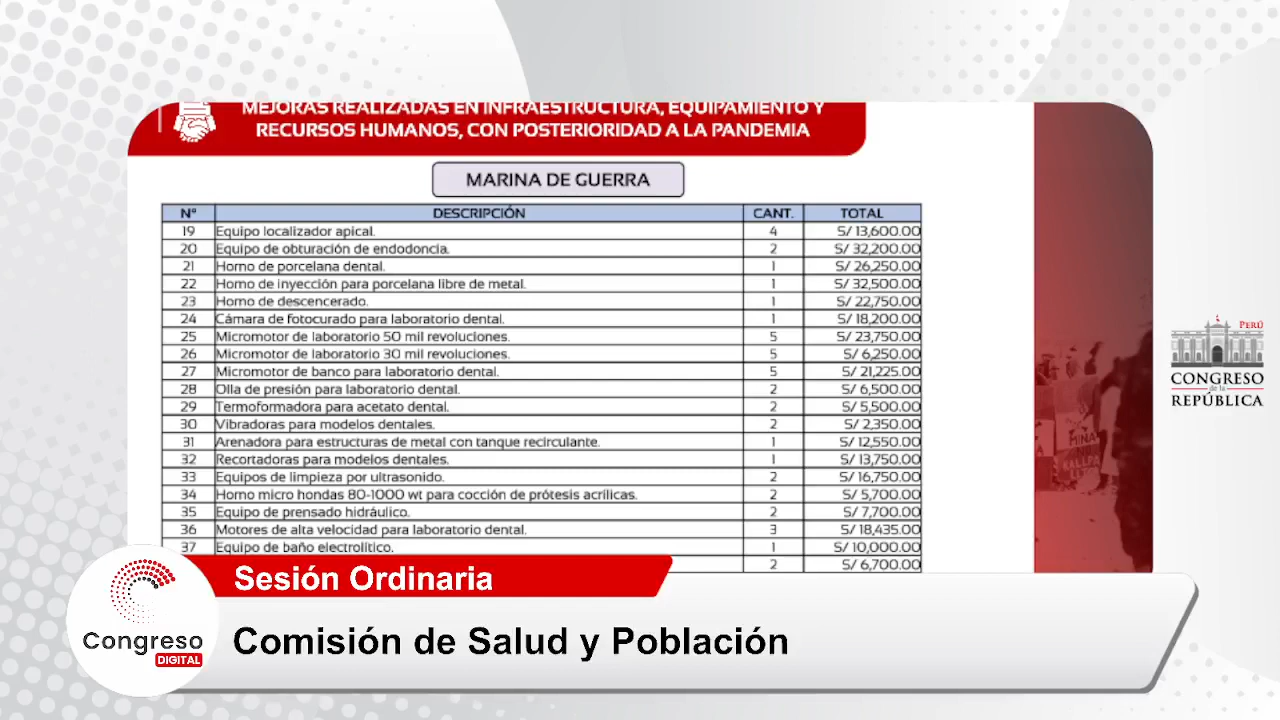 MEJORAS REALIZADAS EN INFRAESTRUCTURA, EQUIPAMIENTO Y
RECURSOS HUMANOS, CON POSTERIORIDAD A LA PANDEMIA
MARINA DE GUERRA
N° DESCRIPCIÓN CANT. TOTAL
19 Equipo localizador apical. 4 S/ 13,600.00
20 Equipo de obturación de endodoncia. 2 S/ 32,200.00
21 Horno de porcelana dental. 1 S/ 26,250.00
22 Horno de inyección para porcelana libre de metal. 1 S/ 32,500.00
23 Horno de descencerado. 1 S/ 22,750.00
24 Cámara de fotocurado para laboratorio dental. 1 S/ 18,200.00
25 Micromotor de laboratorio 50 mil revoluciones. 5 S/ 23,750.00
26 Micromotor de laboratorio 30 mil revoluciones. 5 S/ 6,250.00
27 Micromotor de banco para laboratorio dental. 5 S/ 21,225.00
28 Olla de presión para laboratorio dental. 2 S/ 6,500.00
29 Termoformadora para acetato dental. 2 S/ 5,500.00
30 Vibradoras para modelos dentales. 2 S/ 2,350.00
31 Arenadora para estructuras de metal con tanque recirculante. 1 S/ 12,550.00
32 Recortadoras para modelos dentales. 1 S/ 13,750.00
33 Equipos de limpieza por ultrasonido. 2 S/ 16,750.00
34 Horno micro hondas 80-1000 wt para cocción de prótesis acrílicas. 2 S/ 5,700.00
35 Equipo de prensado hidráulico. 2 S/ 7,700.00
36 Motores de alta velocidad para laboratorio dental. 3 S/ 18,435.00
37 Equipo de baño electrolítico. 1 S/ 10,000.00
2 S/ 6,700.00
MINA
PERÚ
CONGRESO
de la
REPÚBLICA
Sesión Ordinaria
Congreso
DIGITAL
Comisión de Salud y Población